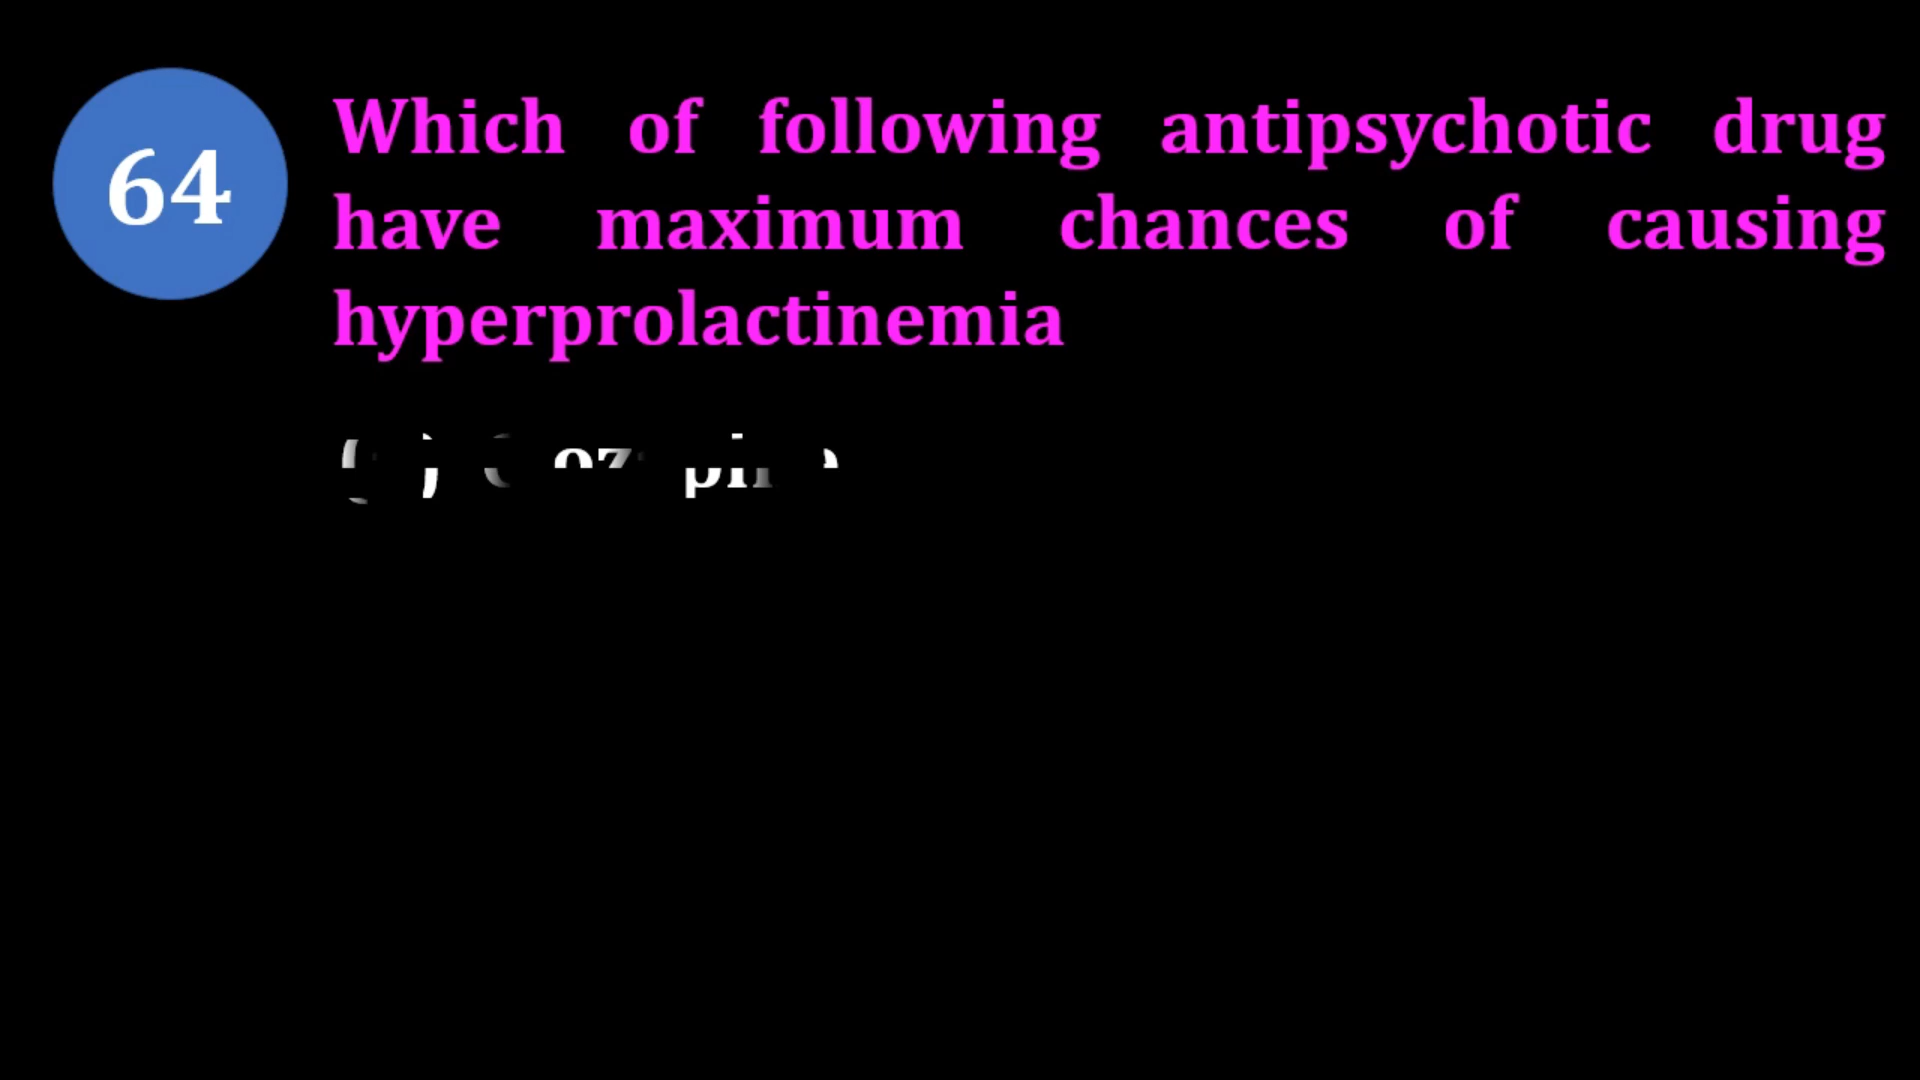 64
Which of following antipsychotic drug
have maximum chances of causing
hyperprolactinemia